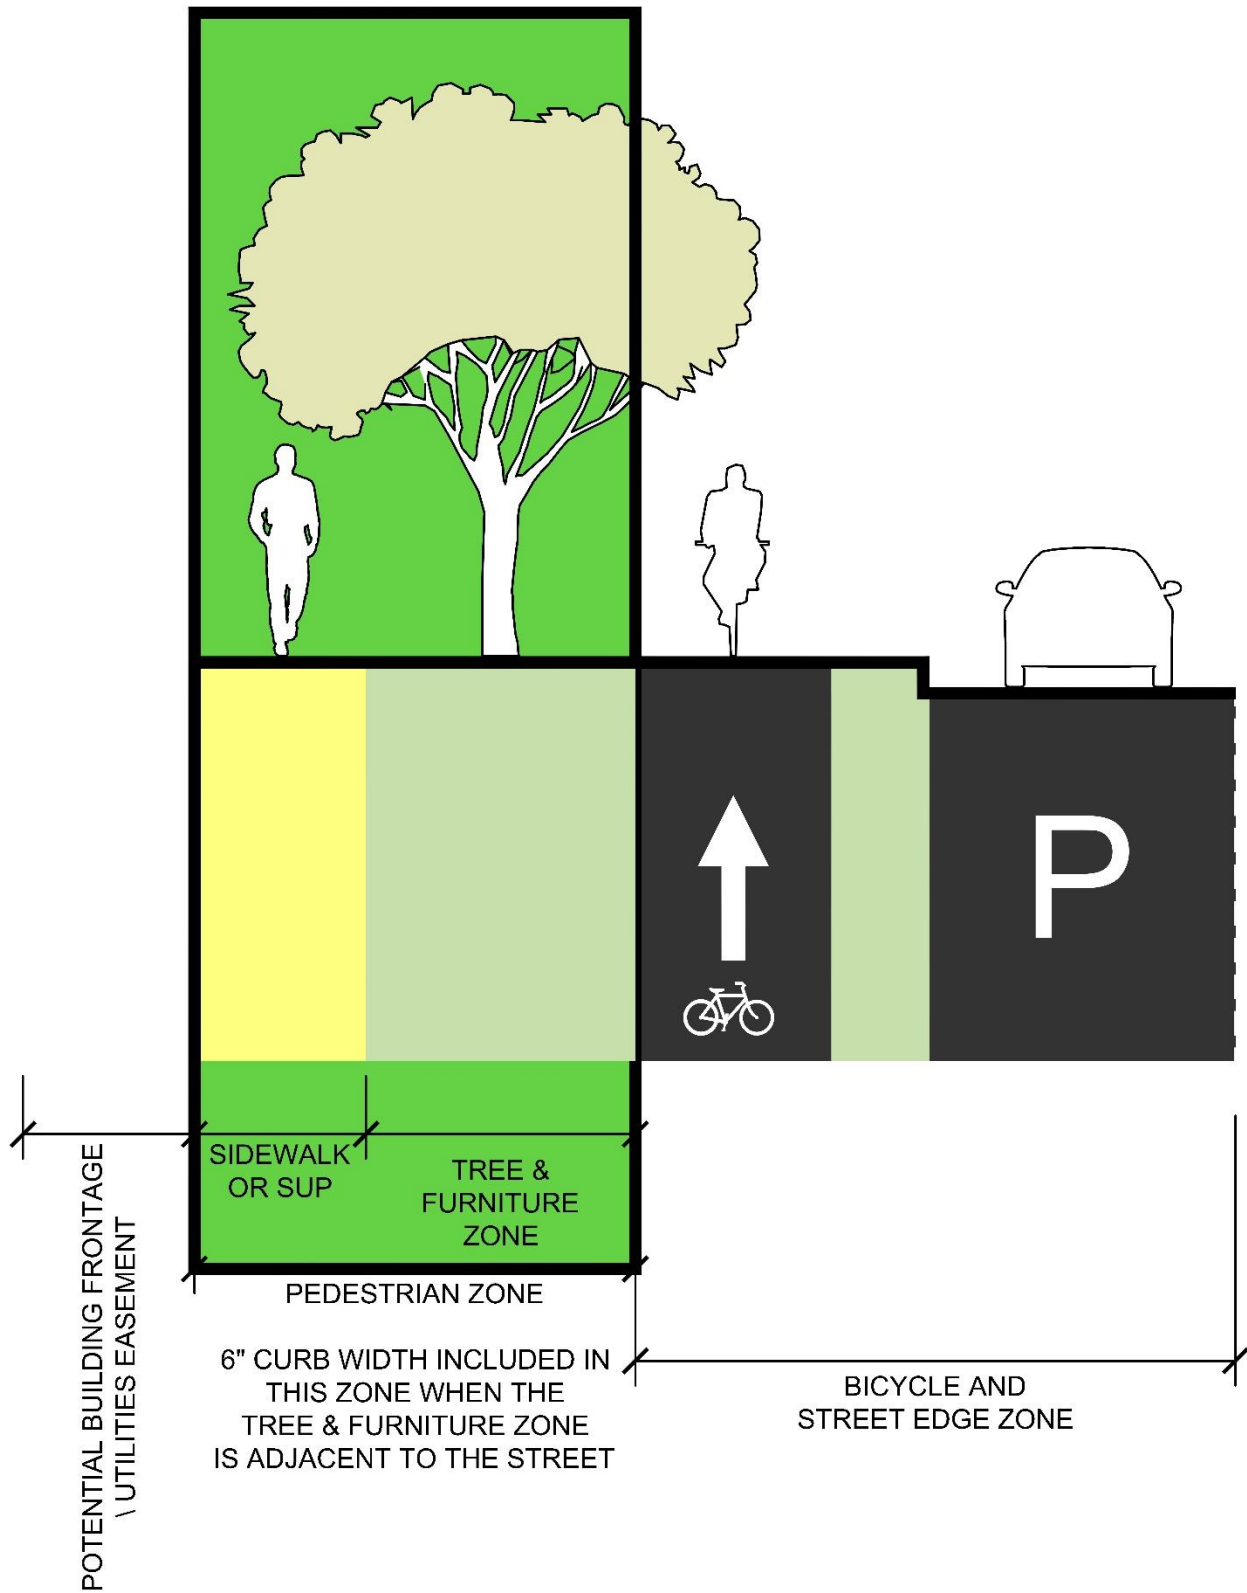 P
SIDEWALK
OR SUP
TREE &
FURNITURE
ZONE
PEDESTRIAN ZONE
6" CURB WIDTH INCLUDED IN
THIS ZONE WHEN THE
TREE & FURNITURE ZONE
IS ADJACENT TO THE STREET
BICYCLE AND
STREET EDGE ZONE
POTENTIAL BUILDING FRONTAGE
\ UTILITIES EASEMENT